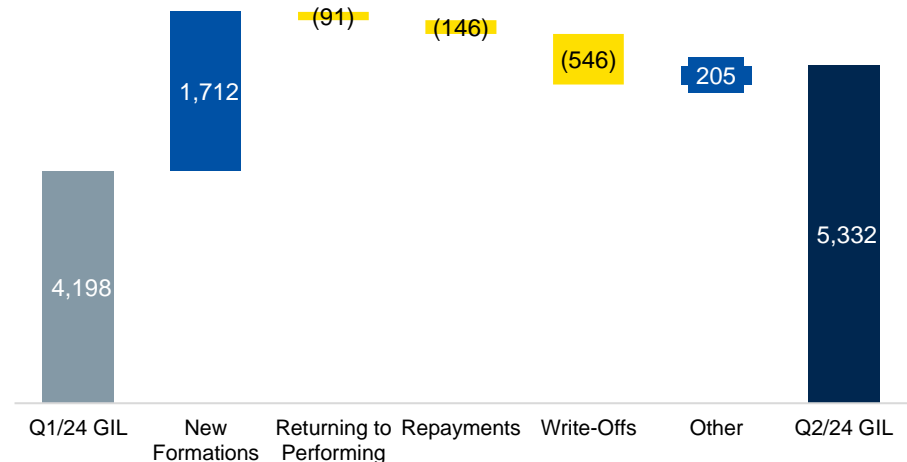 (91)
(146)
(546)
1,712
205
5,332
4,198
Q1/24 GIL
New
Formations
Returning to
Performing
Repayments
Write-Offs
Other
Q2/24 GIL